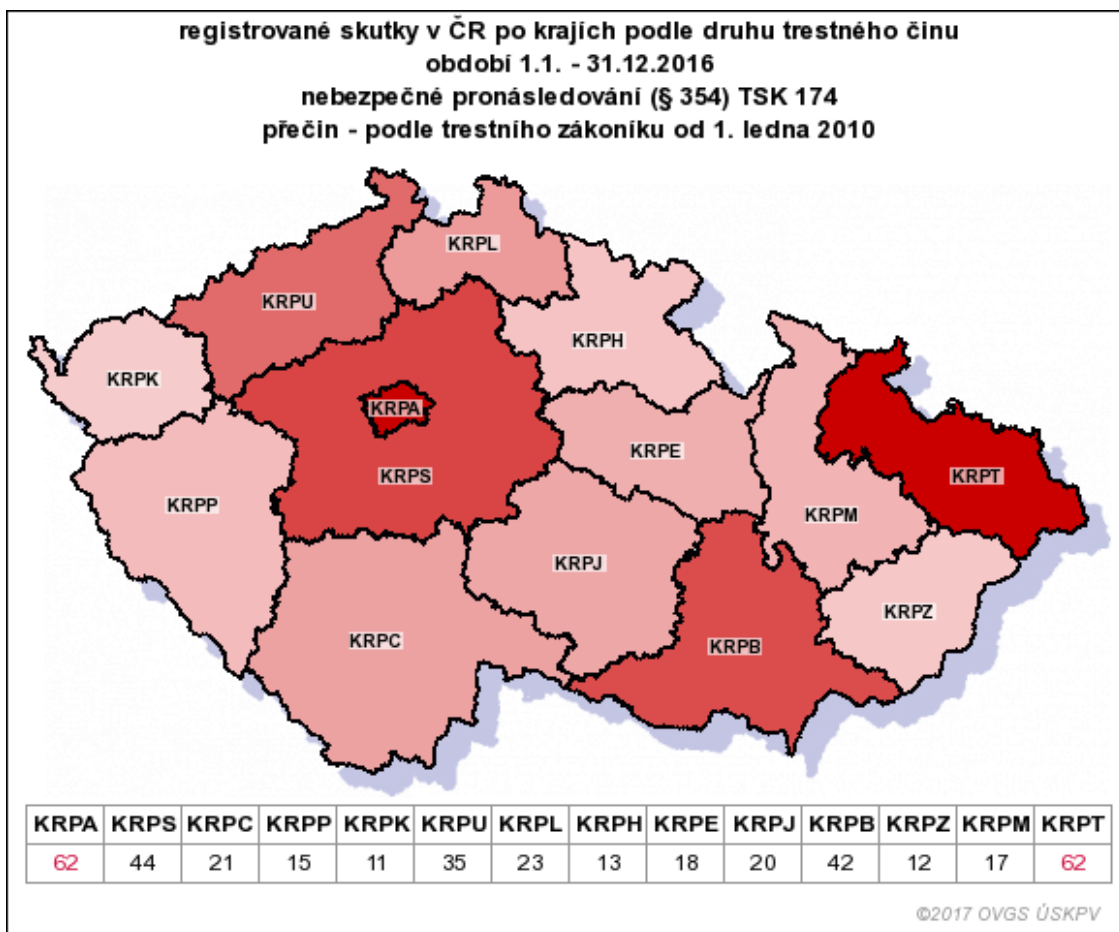 registrované skutky v ČR po krajích podle druhu trestného činu
období 1.1. - 31.12.2016
nebezpečné pronásledování (§ 354) TSK 174
přečin - podle trestního zákoníku od 1. ledna 2010
KRPL
KRPU
KRPH
KRPK
KRPA
KRPE
KRPS
KRPT
KRPP
KRPM
KRPJ
KRPZ
KRPC
KRPB
KRPA KRPS KRPC KRPP KRPK KRPU KRPL KRPH KRPE KRPJ KRPB KRPZ KRPM KRPT
62 44 21 15 11 35 23 13 18 20 42 12 17 62
©2017 OVGS ÚSKPV